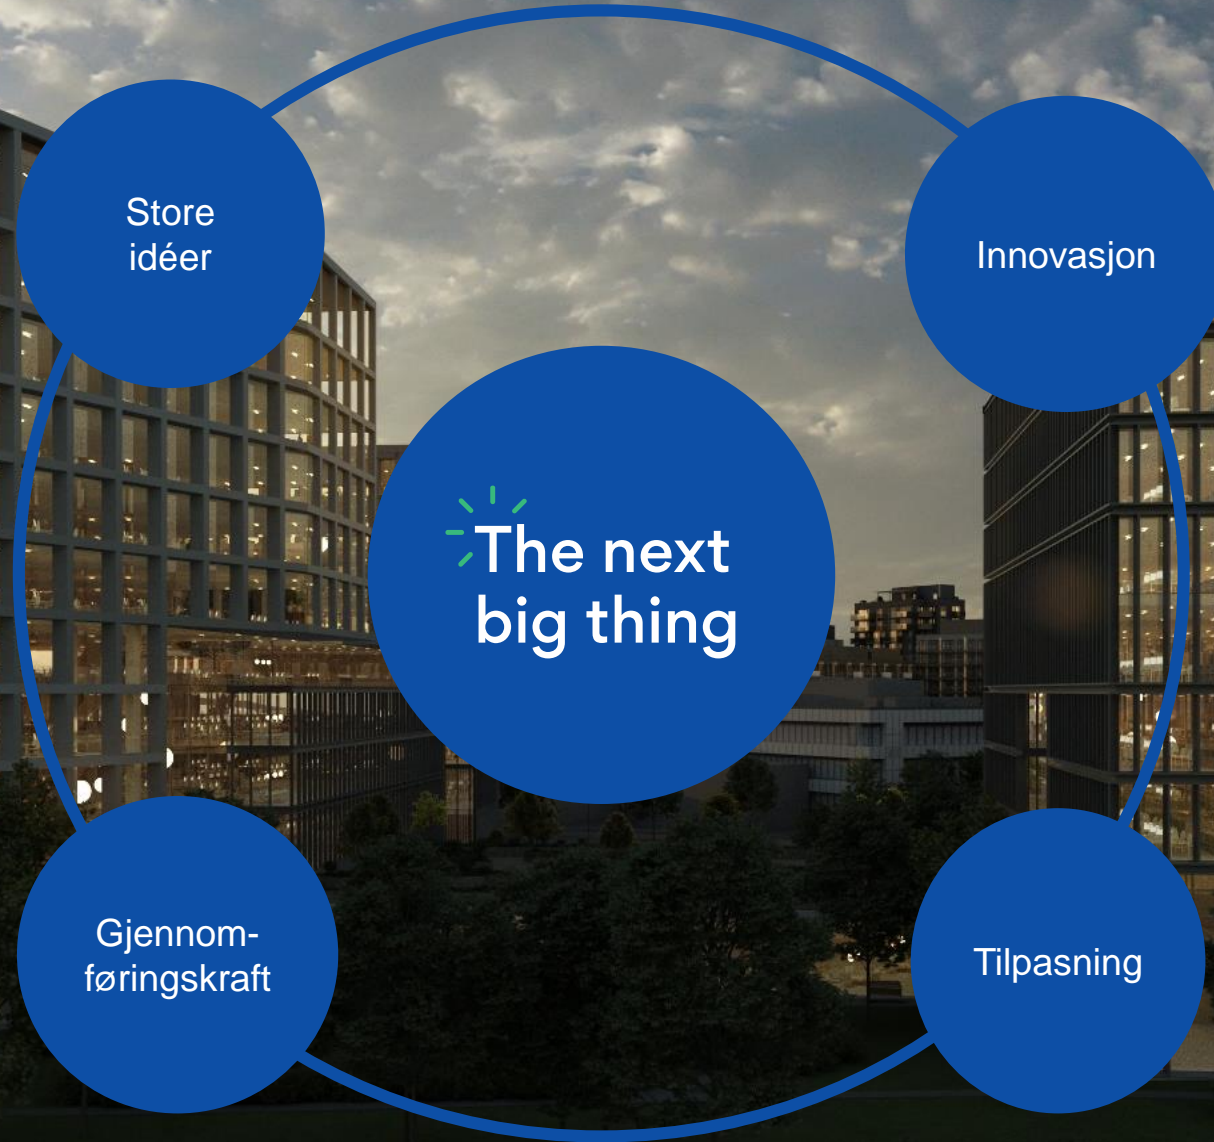 Store
idéer
Innovasjon
The next
big thing
Gjennom-
føringskraft
Tilpasning